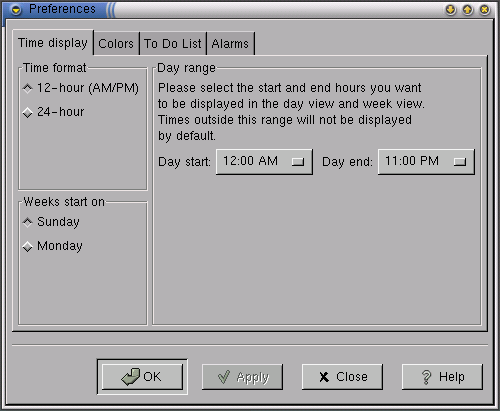 Preferences
Time display Colors To Do List Alarms
Time format
12-hour (AM/PM)
24-hour
Weeks start on
Sunday
Monday
Day range
Please select the start and end hours you want
to be displayed in the day view and week view.
Times outside this range will not be displayed
by default.
Day start: 12:00 AM Day end: 11:00 PM
OK Apply Close Help